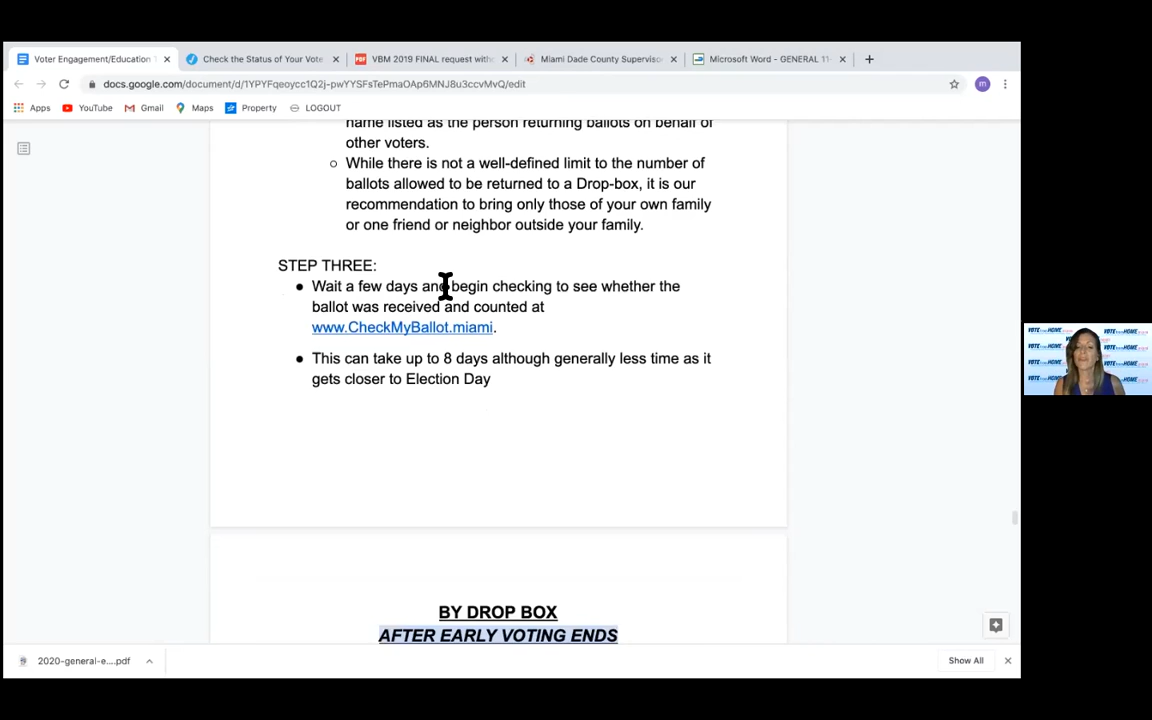 Voter Engagement/Education
Check the Status of Your Vote
VBM 2019 FINAL request
Miami Dade County Superviso
Microsoft Word - GENERAL 11-
docs.google.com/document/d/1YPYFqeoycc1Q2j-pwYYSFsTePmaOAp6MNJ8u3ccvMvQ/edit
m
Apps YouTube Gmail Maps Property LOGOUT
name listed as the person returning ballots on behalf of
other voters.
While there is not a well-defined limit to the number of
ballots allowed to be returned to a Drop-box, it is our
recommendation to bring only those of your own family
or one friend or neighbor outside your family.
STEP THREE:
Wait a few days and begin checking to see whether the
ballot was received and counted at
www.CheckMyBallot.miami.
This can take up to 8 days although generally less time as it
gets closer to Election Day
BY DROP BOX
AFTER EARLY VOTING ENDS
2020-general-e....pdf
Show All